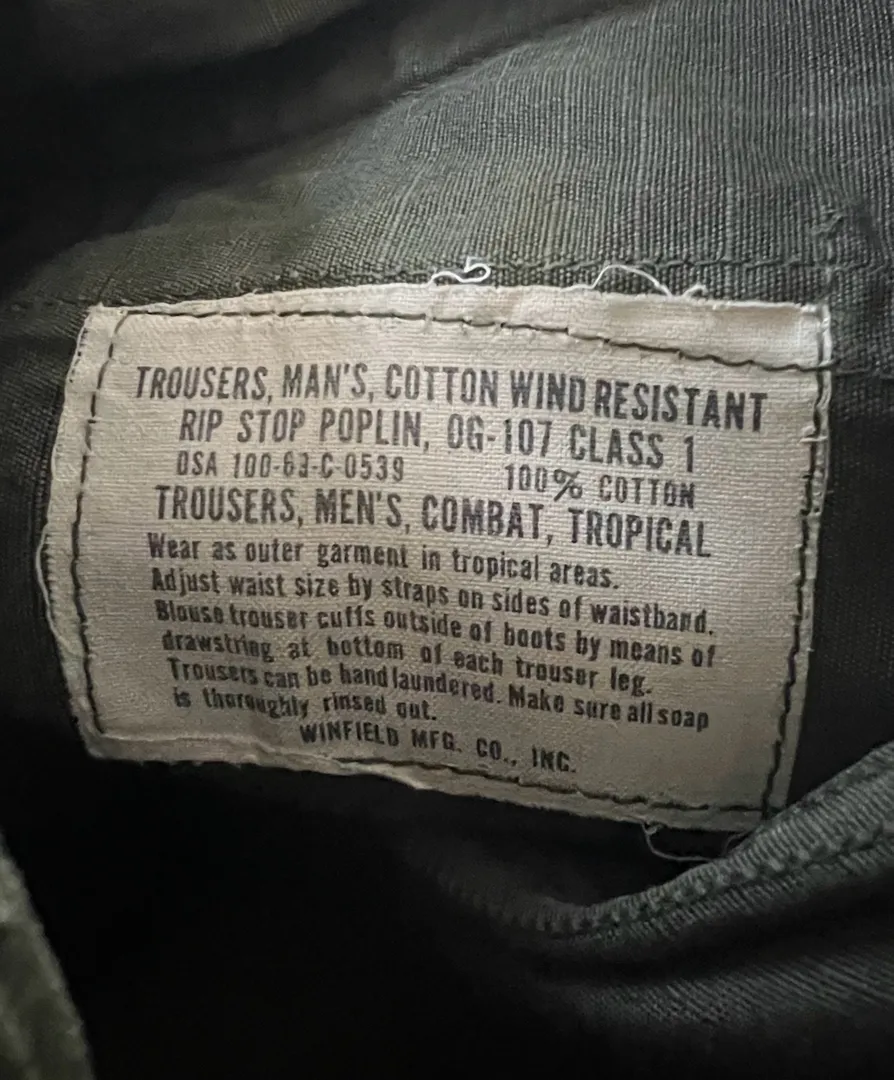 TROUSERS, MAN'S, COTTON WIND RESISTANT
RIP STOP POPLIN, OG-107 CLASS 1
DSA 100-69-C-0539 100% COTTON
TROUSERS, MEN'S, COMBAT, TROPICAL
Wear as outer garment in tropical areas.
Adjust waist size by straps on sides of waistband.
Blouse trouser cuffs outside of boots by means of
drawstring at bottom of each trouser leg.
Trousers can be hand laundered. Make sure all soap
is thoroughly rinsed out.
WINFIELD MFG. CO., INC.